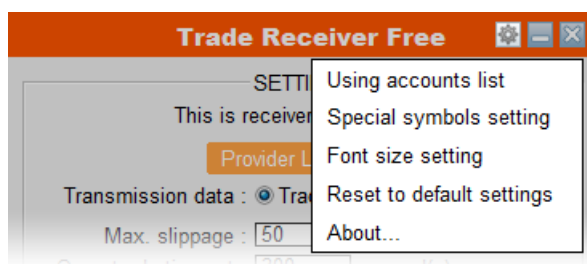 Trade Receiver Free
SETTI
This is receiver
Provider L
Transmission data : Trad
Max. slippage : 50
Using accounts list
Special symbols setting
Font size setting
Reset to default settings
About...